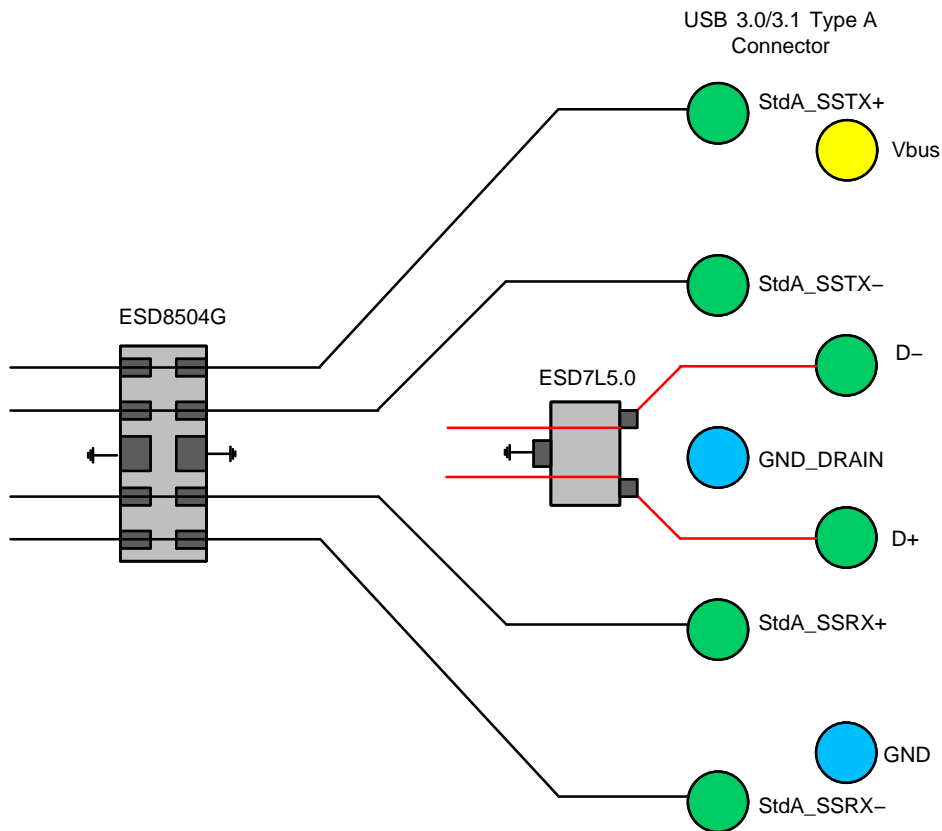 USB 3.0/3.1 Type A
Connector
StdA_SSTX+
Vbus
StdA_SSTX−
ESD8504G
D−
ESD7L5.0
GND_DRAIN
D+
StdA_SSRX+
GND
StdA_SSRX−